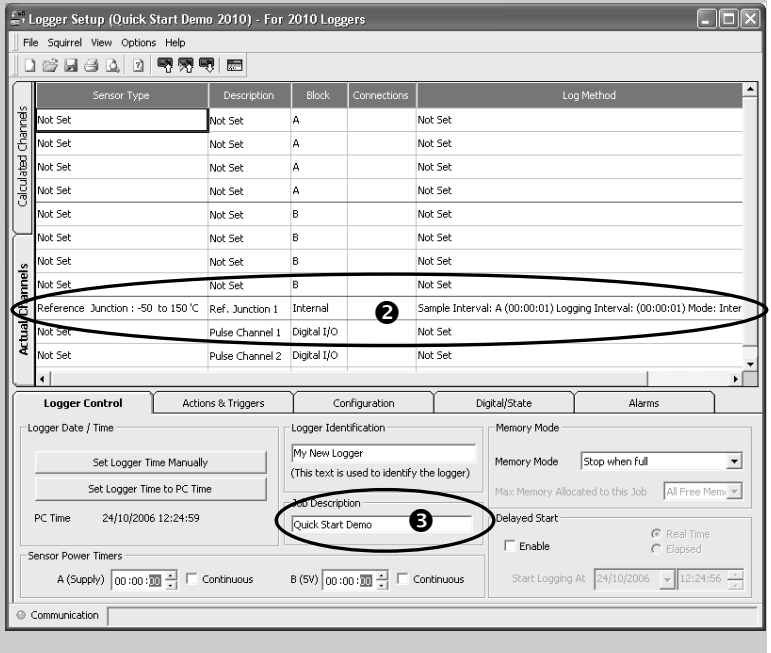 Logger Setup (Quick Start Demo 2010) - For 2010 Loggers
File Squirrel View Options Help
Sensor Type Description Block Connections Log Method
Calculated Channels
Actual Channels
Not Set Not Set A Not Set
Not Set Not Set A Not Set
Not Set Not Set A Not Set
Not Set Not Set A Not Set
Not Set Not Set B Not Set
Not Set Not Set B Not Set
Not Set Not Set B Not Set
Not Set Not Set B Not Set
Reference Junction : -50 to 150 'C Ref. Junction 1 Internal ❷ Sample Interval: A (00:00:01) Logging Interval: (00:00:01) Mode: Inter
Not Set Pulse Channel 1 Digital I/O Not Set
Not Set Pulse Channel 2 Digital I/O Not Set
Logger Control Actions & Triggers Configuration Digital/State Alarms
Logger Date / Time
Set Logger Time Manually
Set Logger Time to PC Time
PC Time 24/10/2006 12:24:59
Logger Identification
My New Logger
(This text is used to identify the logger)
Job Description
Quick Start Demo ❸
Memory Mode
Memory Mode Stop when full
Max Memory Allocated to this Job All Free Mem
Delayed Start
Enable
Real Time
Elapsed
Start Logging At 24/10/2006 12:24:56
Sensor Power Timers
A (Supply) 00:00:00 Continuous B (5V) 00:00:00 Continuous
Communication